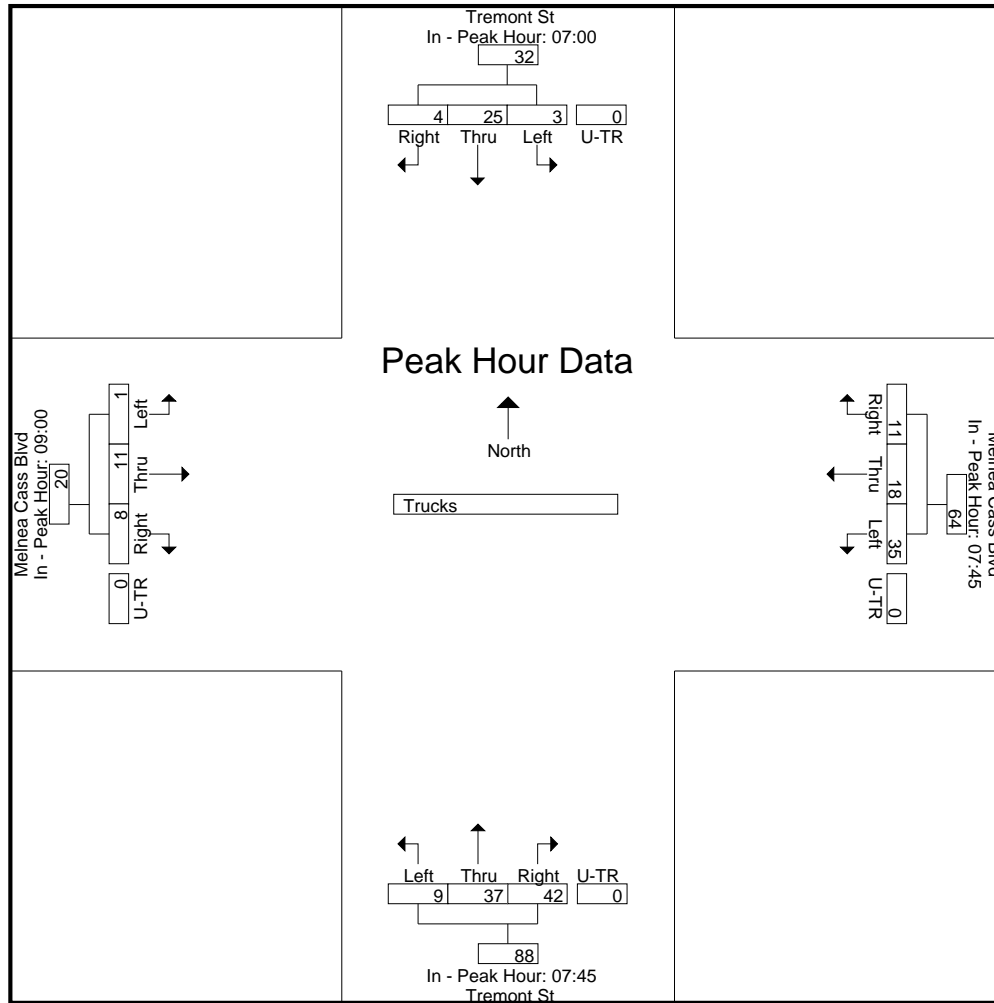 Tremont St
In - Peak Hour: 07:00
32
4 25 3 0
Right Thru Left U-TR
Peak Hour Data
North
Trucks
Melnea Cass Blvd
In - Peak Hour: 09:00
20
1 11 8 0
Left Thru Right U-TR
Melnea Cass Blvd
In - Peak Hour: 07:45
64
11 18 35 0
Right Thru Left U-TR
Left Thru Right U-TR
9 37 42 0
88
In - Peak Hour: 07:45
Tremont St